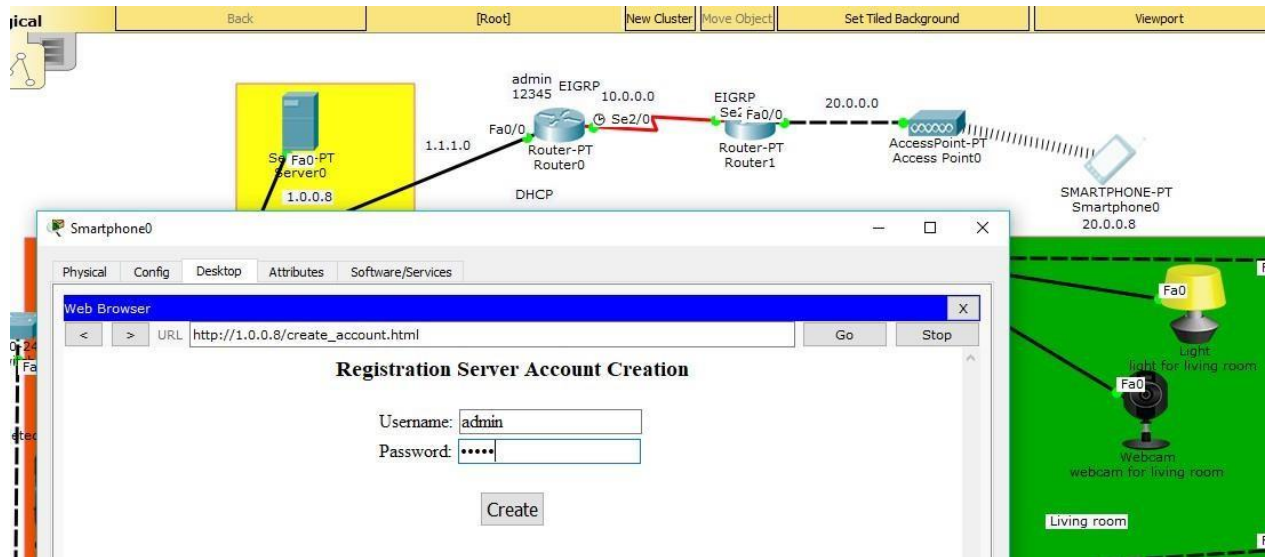 gical
Back
[Root]
New Cluster
Move Object
Set Tiled Background
Viewport
admin
12345
EIGRP
10.0.0.0
Fa0/0
Se2/0
Router-PT
Router0
DHCP
EIGRP
Fa0/0
Router-PT
Router1
20.0.0.0
AccessPoint-PT
Access Point0
SMARTPHONE-PT
Smartphone0
20.0.0.8
Fa0
-PT
Server0
1.0.0.8
1.1.1.0
Smartphone0
Physical
Config
Desktop
Attributes
Software/Services
Web Browser
X
<
>
URL
http://1.0.0.8/create_account.html
Go
Stop
Registration Server Account Creation
Username: admin
Password: •••••
Create
Fa0
Light
light for living room
Fa0
Webcam
webcam for living room
Living room